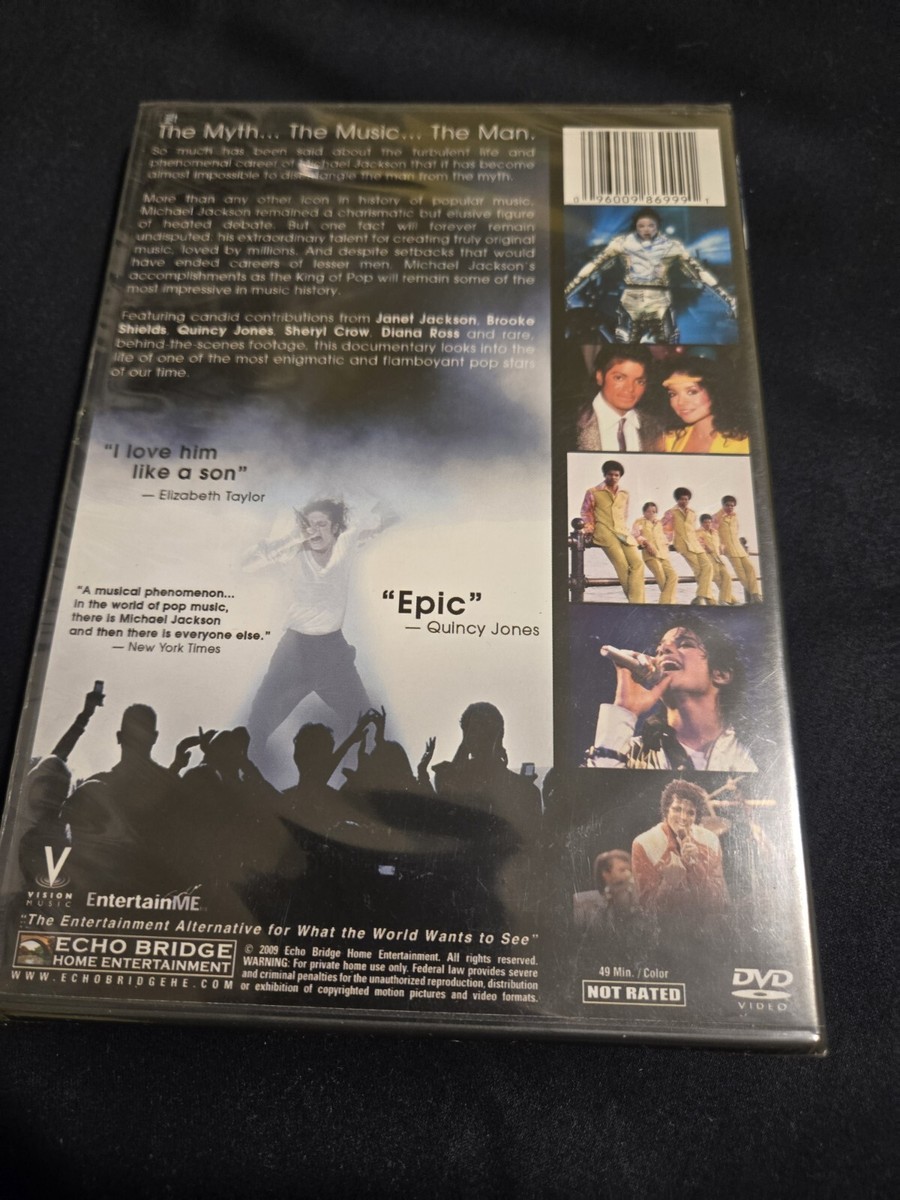 The Myth... The Music... The Man.
So much has been said about the turbulent life and
phenomenal career of Michael Jackson that it has become
almost impossible to disentangle the man from the myth.
More than any other icon in history of popular music,
Michael Jackson remained a charismatic but elusive figure
of heated debate. But one fact will forever remain
undisputed: his extraordinary talent for creating truly original
music, loved by millions. And despite setbacks that would
have ended careers of lesser men, Michael Jackson's
accomplishments as the King of Pop will remain some of the
most impressive in music history.
Featuring candid contributions from Janet Jackson, Brooke
Shields, Quincy Jones, Sheryl Crow, Diana Ross and rare,
behind-the-scenes footage, this documentary looks into the
life of one of the most enigmatic and flamboyant pop stars
of our time.
"I love him
like a son"
— Elizabeth Taylor
"A musical phenomenon...
in the world of pop music,
there is Michael Jackson
and then there is everyone else."
— New York Times
"Epic"
— Quincy Jones
8 96009 86999 1
V
VISION
MUSIC
EntertainME
"The Entertainment Alternative for What the World Wants to See"
ECHO BRIDGE
HOME ENTERTAINMENT
WWW.ECHOBRIDGEHE.COM
© 2009 Echo Bridge Home Entertainment. All rights reserved.
WARNING: For private home use only. Federal law provides severe
and criminal penalties for the unauthorized reproduction, distribution
or exhibition of copyrighted motion pictures and video formats.
49 Min. / Color
NOT RATED
DVD
VIDEO